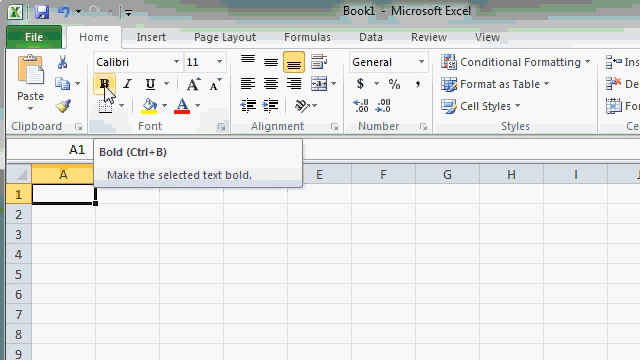 Book1 - Microsoft Excel
File Home Insert Page Layout Formulas Data Review View
Calibri 11 General Conditional Formatting
Paste B I U $ % , Format as Table
A Cell Styles
Clipboard Font Alignment Number Styles
A1
Bold (Ctrl+B)
Make the selected text bold.
A E F G H I
1
2
3
4
5
6
7
8
9